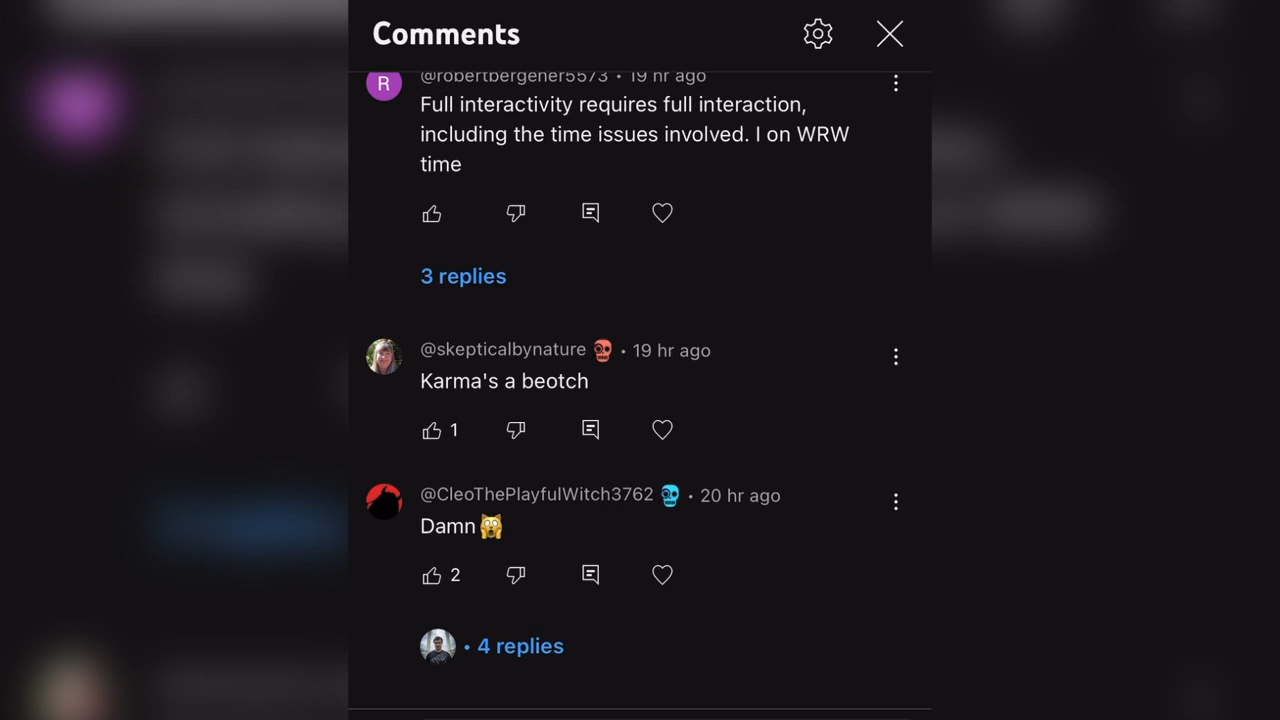 Comments
R
@robertbergener5573 • 19 hr ago
Full interactivity requires full interaction,
including the time issues involved. I on WRW
time
3 replies
@skepticalbynature • 19 hr ago
Karma's a beotch
1
@CleoThePlayfulWitch3762 • 20 hr ago
Damn🙀
2
• 4 replies